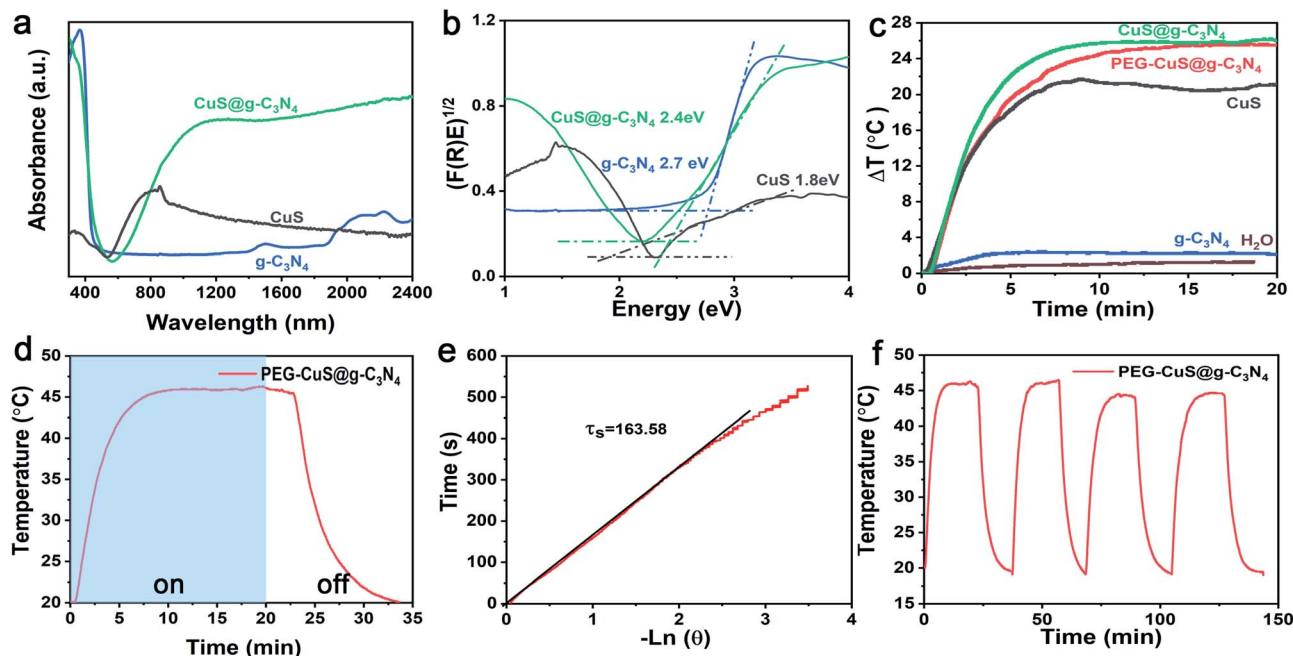 a
Absorbance (a.u.)
CuS@g-C₃N₄
CuS
g-C₃N₄
300 600 1200 1600 2000 2400
Wavelength (nm)
b
(F(R)E)¹ᐟ²
1.2
0.8
0.4
0.0
CuS@g-C₃N₄ 2.4eV
g-C₃N₄ 2.7 eV
CuS 1.8eV
1 2 3 4
Energy (eV)
c
ΔT (°C)
28
24
20
16
12
8
4
0
CuS@g-C₃N₄
PEG-CuS@g-C₃N₄
CuS
g-C₃N₄
H₂O
0 5 10 15 20
Time (min)
d
Temperature (°C)
50
45
40
35
30
25
20
PEG-CuS@g-C₃N₄
on
off
0 5 10 15 20 25 30 35
Time (min)
e
Time (s)
600
500
400
300
200
100
0
τs=163.58
0 1 2 3 4
-Ln (θ)
f
Temperature (°C)
50
45
40
35
30
25
20
15
PEG-CuS@g-C₃N₄
0 50 100 150
Time (min)